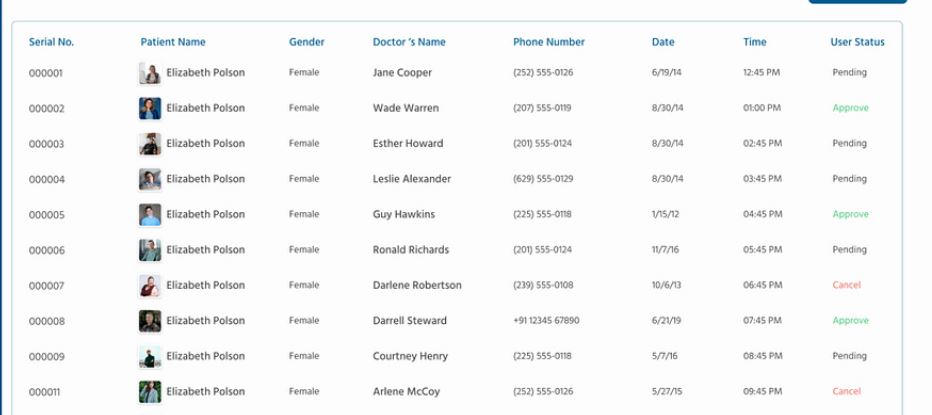 Serial No. Patient Name Gender Doctor 's Name Phone Number Date Time User Status
000001 Elizabeth Polson Female Jane Cooper (252) 555-0126 6/19/14 12:45 PM Pending
000002 Elizabeth Polson Female Wade Warren (207) 555-0119 8/30/14 01:00 PM Approve
000003 Elizabeth Polson Female Esther Howard (201) 555-0124 8/30/14 02:45 PM Pending
000004 Elizabeth Polson Female Leslie Alexander (629) 555-0129 8/30/14 03:45 PM Pending
000005 Elizabeth Polson Female Guy Hawkins (225) 555-0118 1/15/12 04:45 PM Approve
000006 Elizabeth Polson Female Ronald Richards (201) 555-0124 11/7/16 05:45 PM Pending
000007 Elizabeth Polson Female Darlene Robertson (239) 555-0108 10/6/13 06:45 PM Cancel
000008 Elizabeth Polson Female Darrell Steward +91 12345 67890 6/21/19 07:45 PM Approve
000009 Elizabeth Polson Female Courtney Henry (225) 555-0118 5/7/16 08:45 PM Pending
000011 Elizabeth Polson Female Arlene McCoy (252) 555-0126 5/27/15 09:45 PM Cancel